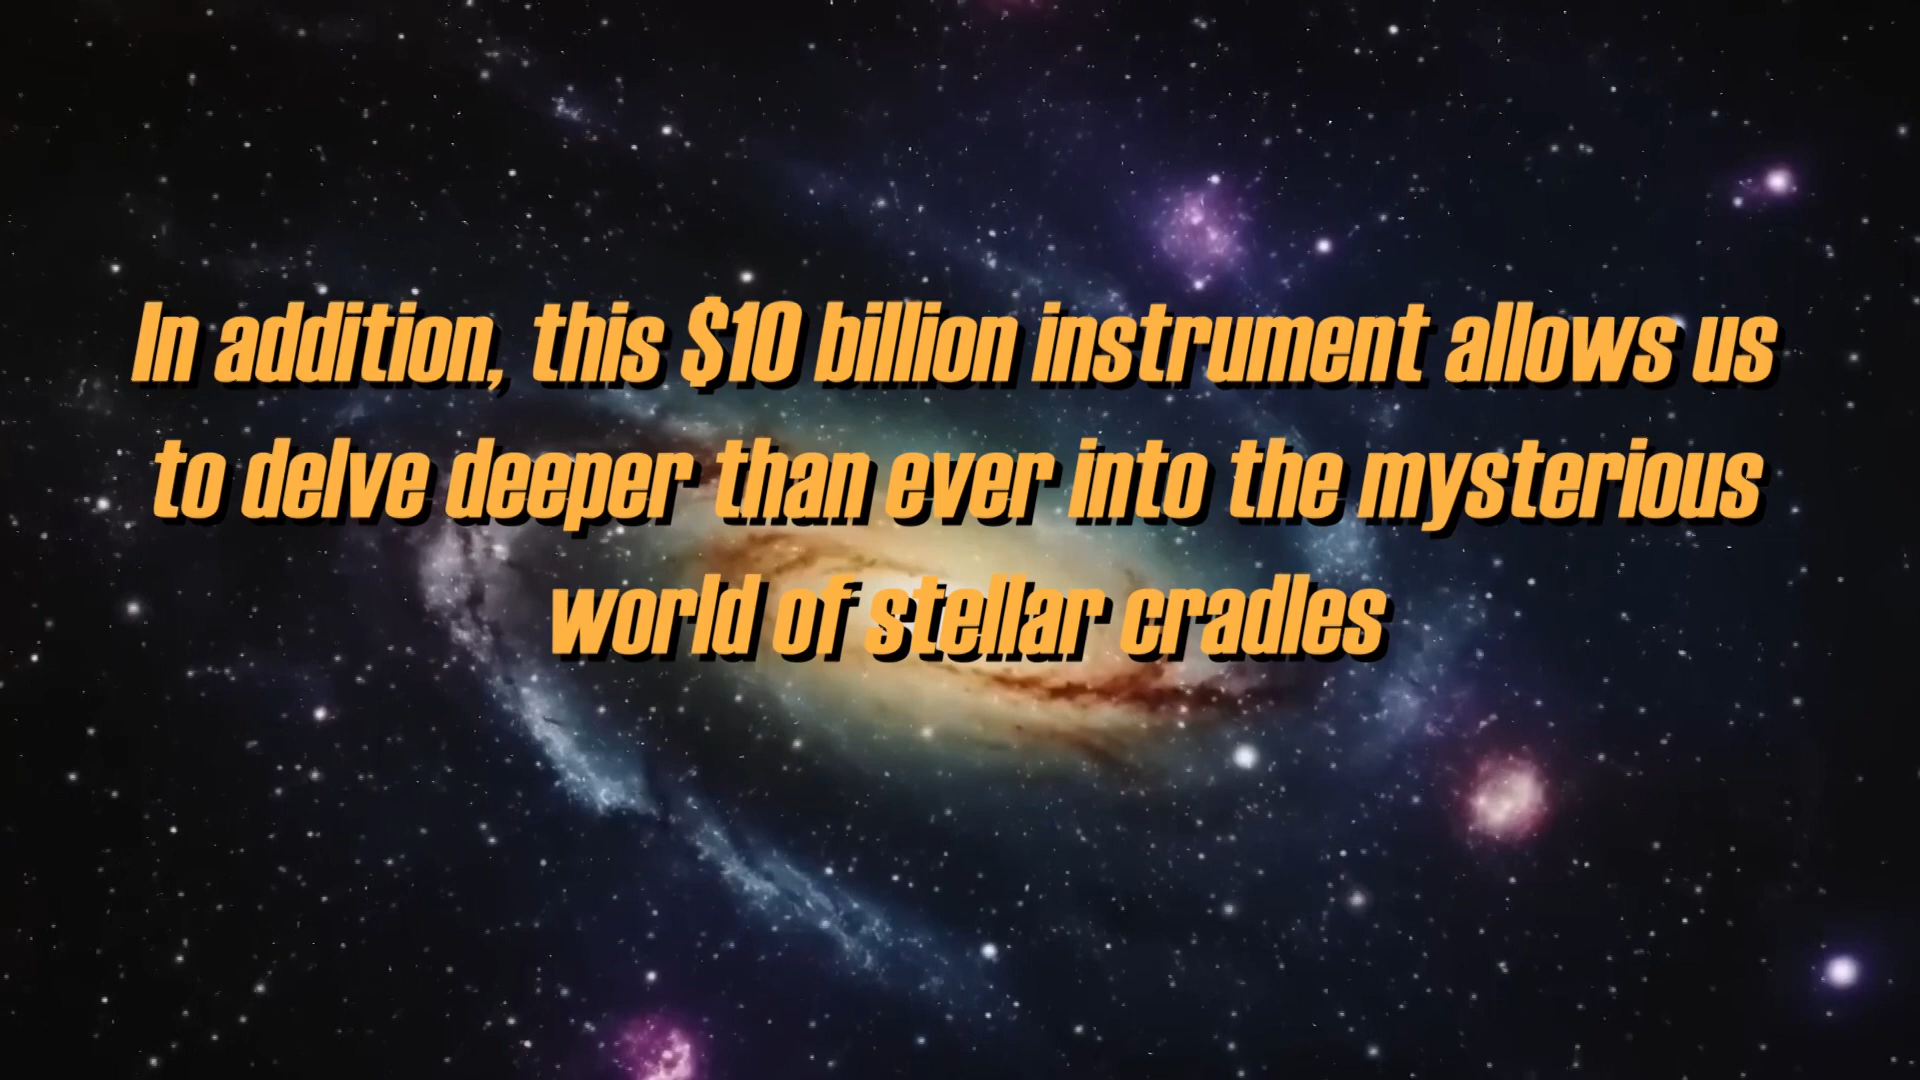 In addition, this $10 billion instrument allows us
to delve deeper than ever into the mysterious
world of stellar cradles